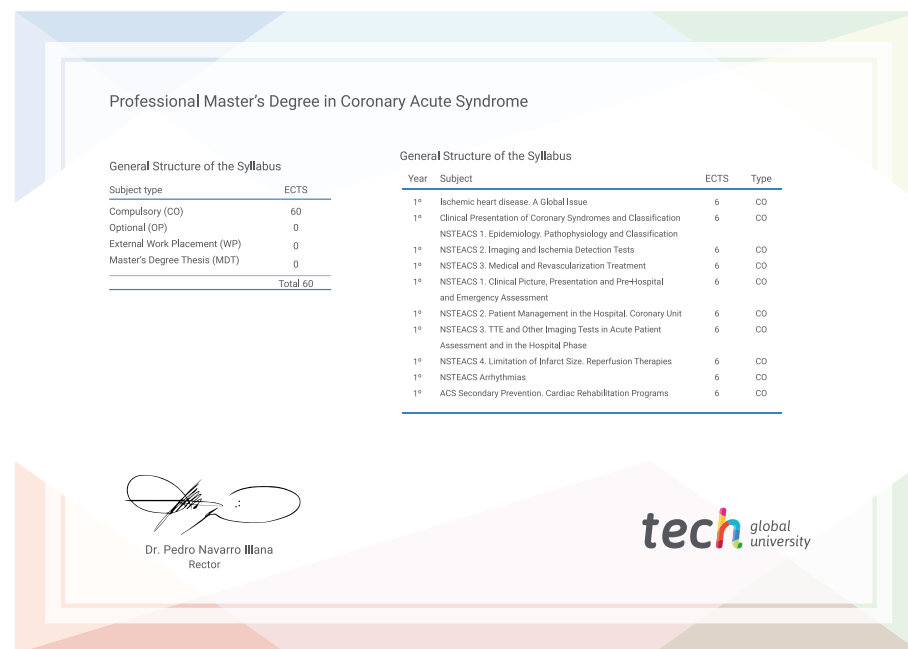 Professional Master's Degree in Coronary Acute Syndrome
General Structure of the Syllabus
Subject type ECTS
Compulsory (CO) 60
Optional (OP) 0
External Work Placement (WP) 0
Master's Degree Thesis (MDT) 0
Total 60
General Structure of the Syllabus
Year Subject ECTS Type
1º Ischemic heart disease. A Global Issue 6 CO
1º Clinical Presentation of Coronary Syndromes and Classification 6 CO
NSTEACS 1. Epidemiology. Pathophysiology and Classification
1º NSTEACS 2. Imaging and Ischemia Detection Tests 6 CO
1º NSTEACS 3. Medical and Revascularization Treatment 6 CO
1º NSTEACS 1. Clinical Picture, Presentation and Pre-Hospital 6 CO
and Emergency Assessment
1º NSTEACS 2. Patient Management in the Hospital. Coronary Unit 6 CO
1º NSTEACS 3. TTE and Other Imaging Tests in Acute Patient 6 CO
Assessment and in the Hospital Phase
1º NSTEACS 4. Limitation of Infarct Size. Reperfusion Therapies 6 CO
1º NSTEACS Arrhythmias 6 CO
1º ACS Secondary Prevention. Cardiac Rehabilitation Programs 6 CO
Dr. Pedro Navarro Illana
Rector
tech global
university